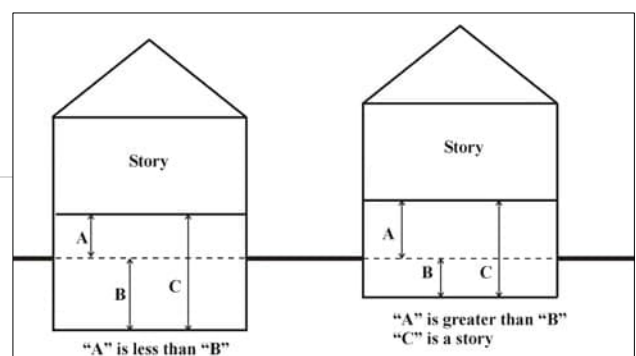 Story
A
B
C
"A" is less than "B"
Story
A
B
C
"A" is greater than "B"
"C" is a story